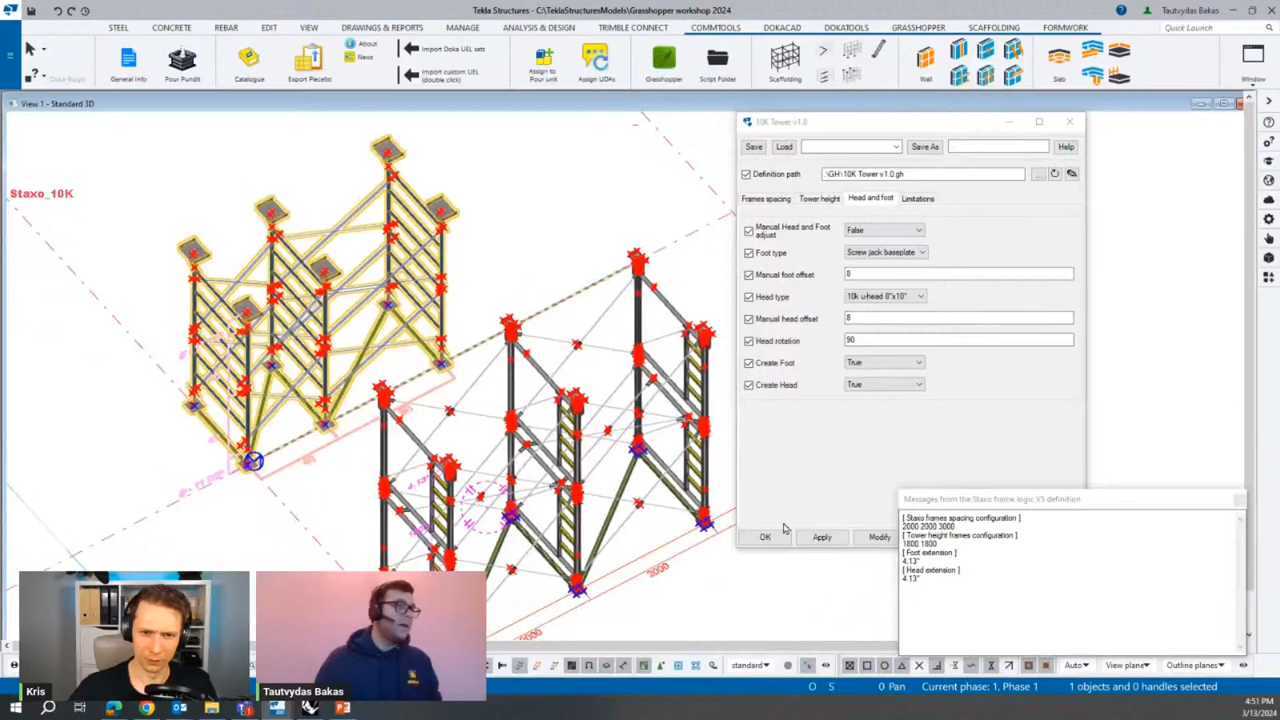 Tekla Structures - C:\TeklaStructuresModels\Grasshopper workshop 2024
Tautvydas Bakas
STEEL CONCRETE REBAR EDIT VIEW DRAWINGS & REPORTS MANAGE ANALYSIS & DESIGN TRIMBLE CONNECT COMMTOOLS DOKACAD DOKATOOLS GRASSHOPPER SCAFFOLDING FORMWORK Quick Launch
About
News
Import Doka UEL sets
Import custom UEL
(double click)
General Info
Pour Pundit
Catalogue
Export Piecelist
Assign to
Pour unit
Assign UDAs
Grasshopper
Script Folder
Scaffolding
Wall
Slab
Window
View 1 - Standard 3D
Staxo_10K
2000
10K Tower v1.0
Save Load Save As Help
Definition path .\GH\10K Tower v1.0.gh
Frames spacing Tower height Head and foot Limitations
Manual Head and Foot
adjust
False
Foot type Screw jack baseplate
Manual foot offset 8
Head type 10k u-head 8"x10"
Manual head offset 8
Head rotation 90
Create Foot True
Create Head True
OK Apply Modify
Messages from the Staxo frame logic V3 definition
[ Staxo frames spacing configuration ]
2000 2000 3000
[ Tower height frames configuration ]
1800 1800
[ Foot extension ]
4.13"
[ Head extension ]
4.13"
Kris
Tautvydas Bakas
standard
Auto
View plane
Outline planes
O S 0 Pan Current phase: 1, Phase 1 1 objects and 0 handles selected
4:51 PM
3/13/2024